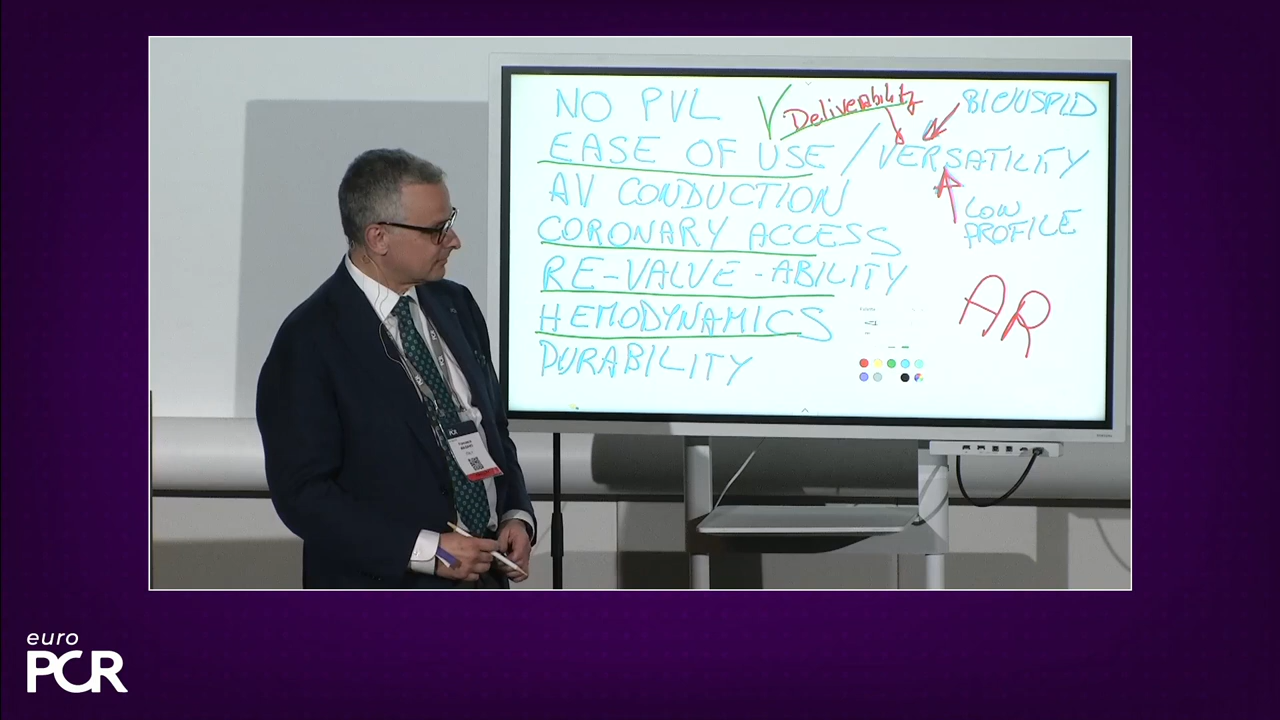 NO PVL
Deliverability
BICUSPID
EASE OF USE / VERSATILITY
AV CONDUCTION
LOW
PROFILE
CORONARY ACCESS
RE-VALVE-ABILITY
HEMODYNAMICS
AR
DURABILITY
PCR
euro
PCR